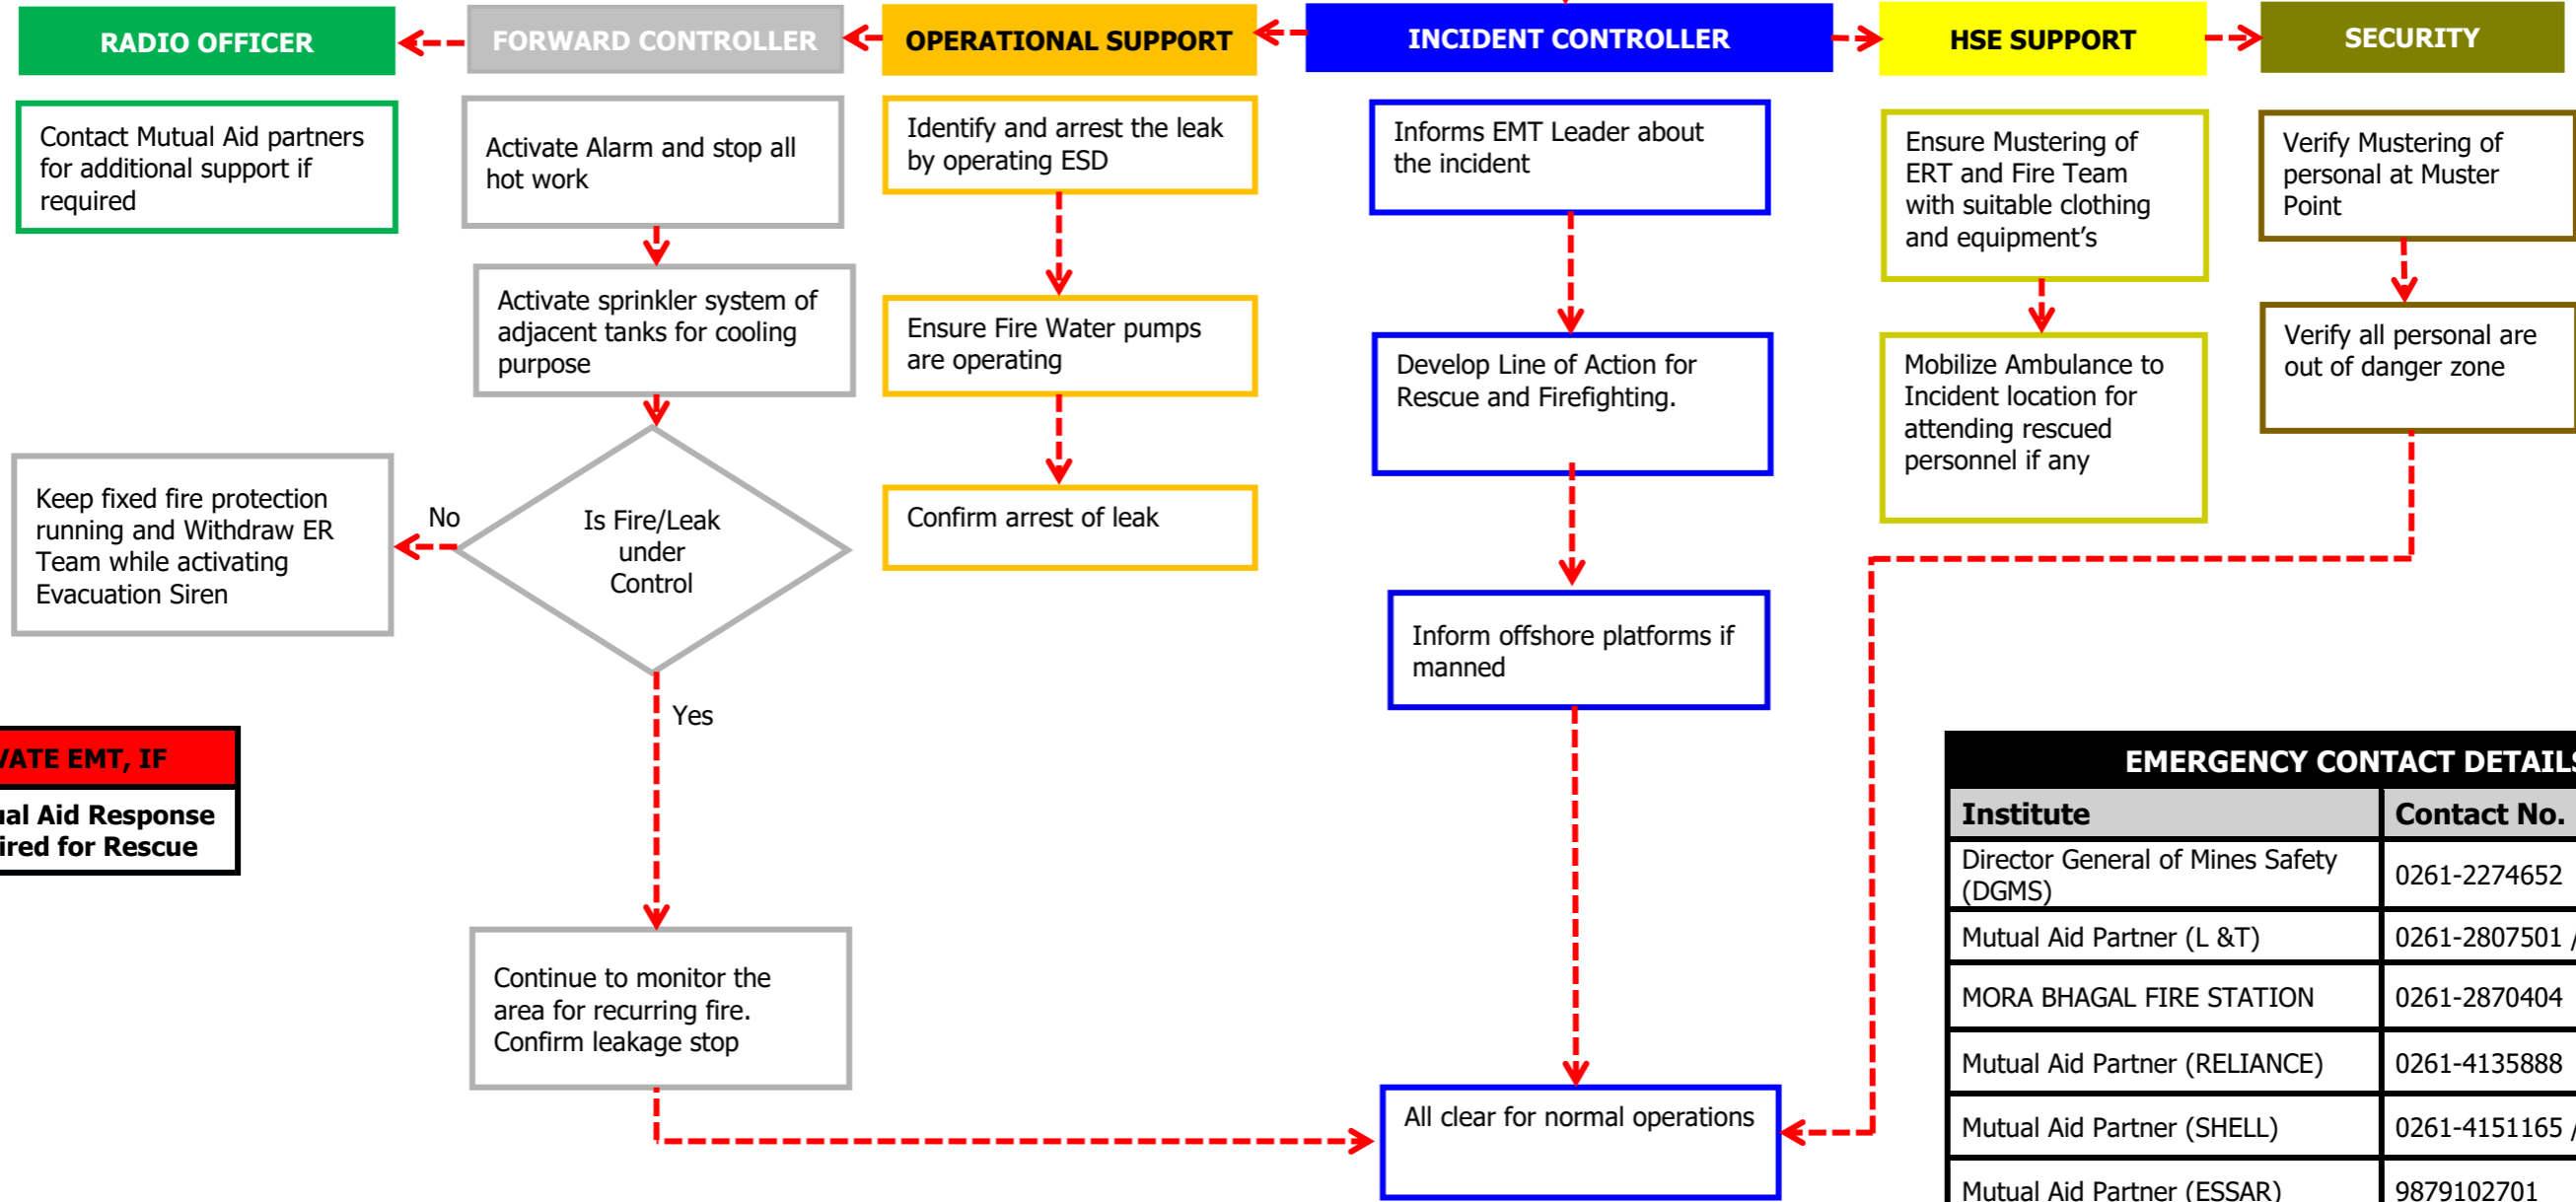 RADIO OFFICER
FORWARD CONTROLLER
OPERATIONAL SUPPORT
INCIDENT CONTROLLER
HSE SUPPORT
SECURITY
Contact Mutual Aid partners
for additional support if
required
Activate Alarm and stop all
hot work
Identify and arrest the leak
by operating ESD
Informs EMT Leader about
the incident
Ensure Mustering of
ERT and Fire Team
with suitable clothing
and equipment's
Verify Mustering of
personal at Muster
Point
Activate sprinkler system of
adjacent tanks for cooling
purpose
Ensure Fire Water pumps
are operating
Develop Line of Action for
Rescue and Firefighting.
Mobilize Ambulance to
Incident location for
attending rescued
personnel if any
Verify all personal are
out of danger zone
Keep fixed fire protection
running and Withdraw ER
Team while activating
Evacuation Siren
No
Is Fire/Leak
under
Control
Confirm arrest of leak
Inform offshore platforms if
manned
Yes
EMT, IF
Aid Response
for Rescue
Continue to monitor the
area for recurring fire.
Confirm leakage stop
All clear for normal operations
EMERGENCY CONTACT DETAILS
Institute Contact No.
Director General of Mines Safety
(DGMS) 0261-2274652
Mutual Aid Partner (L &T) 0261-2807501 /
MORA BHAGAL FIRE STATION 0261-2870404
Mutual Aid Partner (RELIANCE) 0261-4135888
Mutual Aid Partner (SHELL) 0261-4151165 /
Mutual Aid Partner (ESSAR) 9879102701